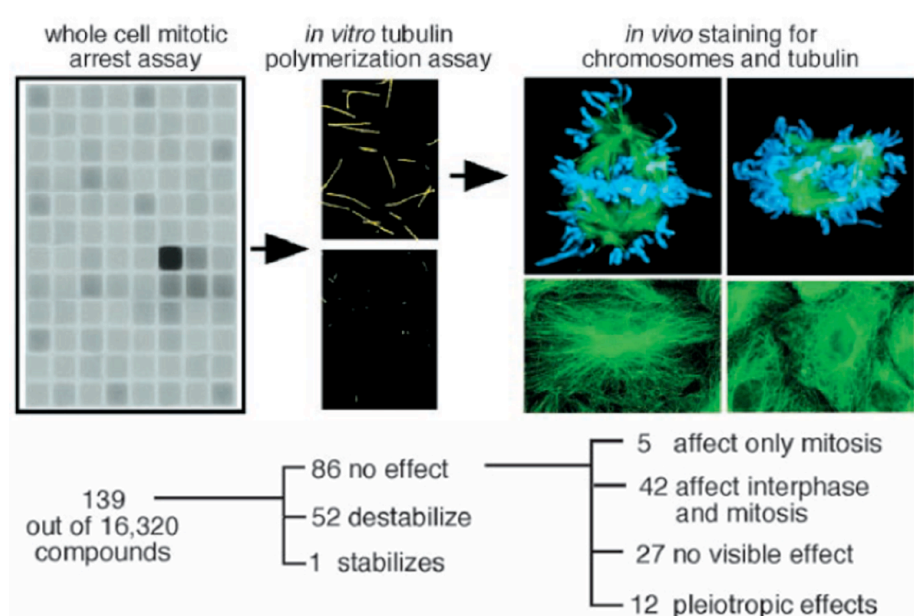 whole cell mitotic
arrest assay
in vitro tubulin
polymerization assay
in vivo staining for
chromosomes and tubulin
139
out of 16,320
compounds
86 no effect
52 destabilize
1 stabilizes
5 affect only mitosis
42 affect interphase
and mitosis
27 no visible effect
12 pleiotropic effects